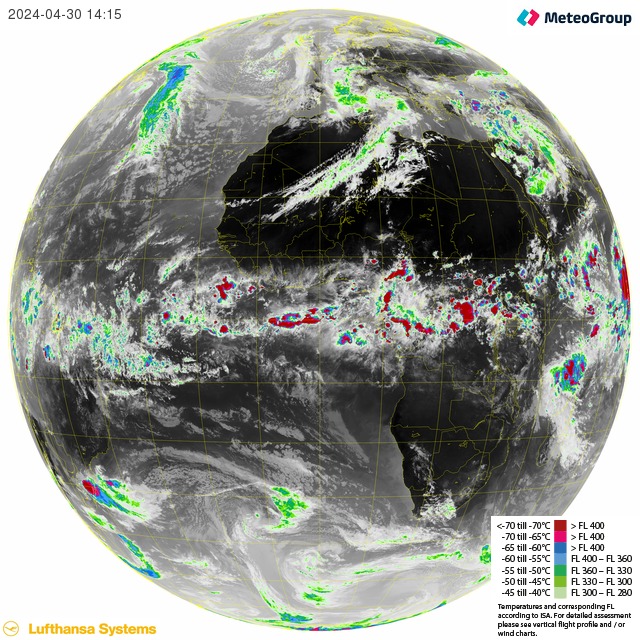 2024-04-30 14:15
MeteoGroup
<-70 till -70°C > FL 400
-70 till -65°C > FL 400
-65 till -60°C > FL 400
-60 till -55°C FL 400 – FL 360
-55 till -50°C FL 360 – FL 330
-50 till -45°C FL 330 – FL 300
-45 till -40°C FL 300 – FL 280
Temperatures and corresponding FL
according to ISA. For detailed assessment
please see vertical flight profile and / or
wind charts.
Lufthansa Systems